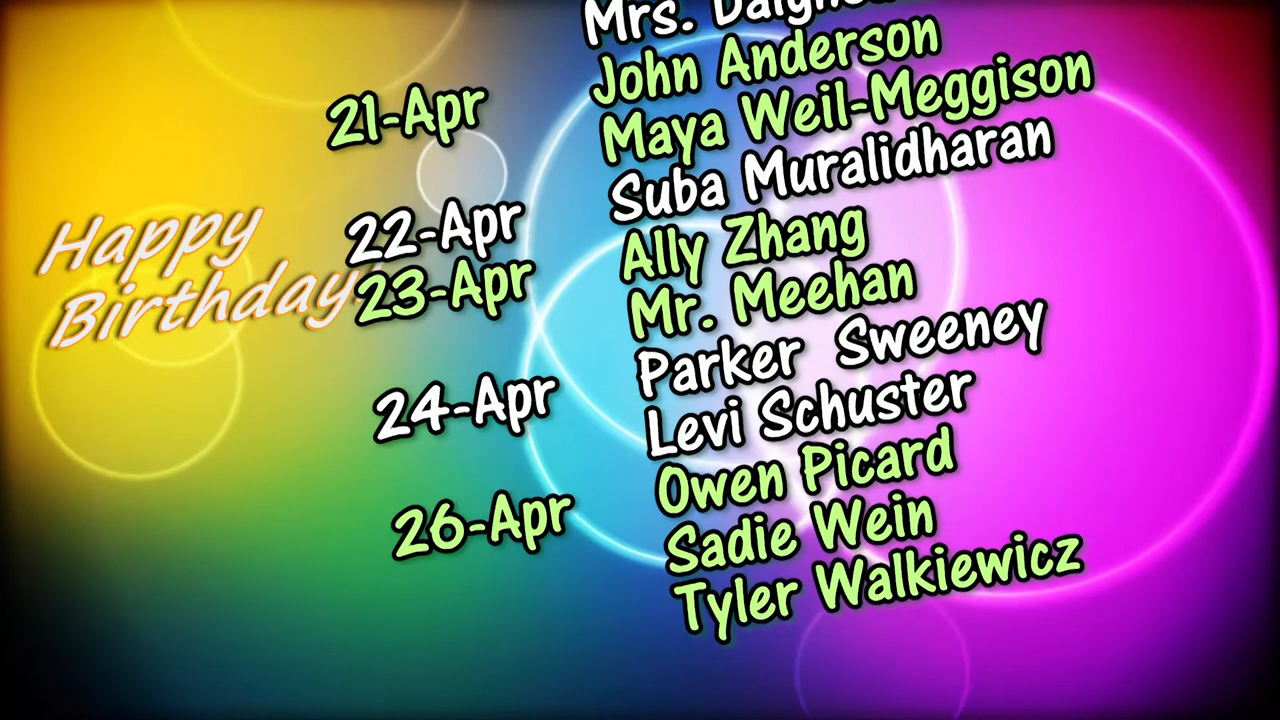 Mrs.
John Anderson
21-Apr Maya Weil-Meggison
Suba Muralidharan
22-Apr Ally Zhang
23-Apr Mr. Meehan
Parker Sweeney
24-Apr Levi Schuster
Owen Picard
26-Apr Sadie Wein
Tyler Walkiewicz
Happy
Birthday!